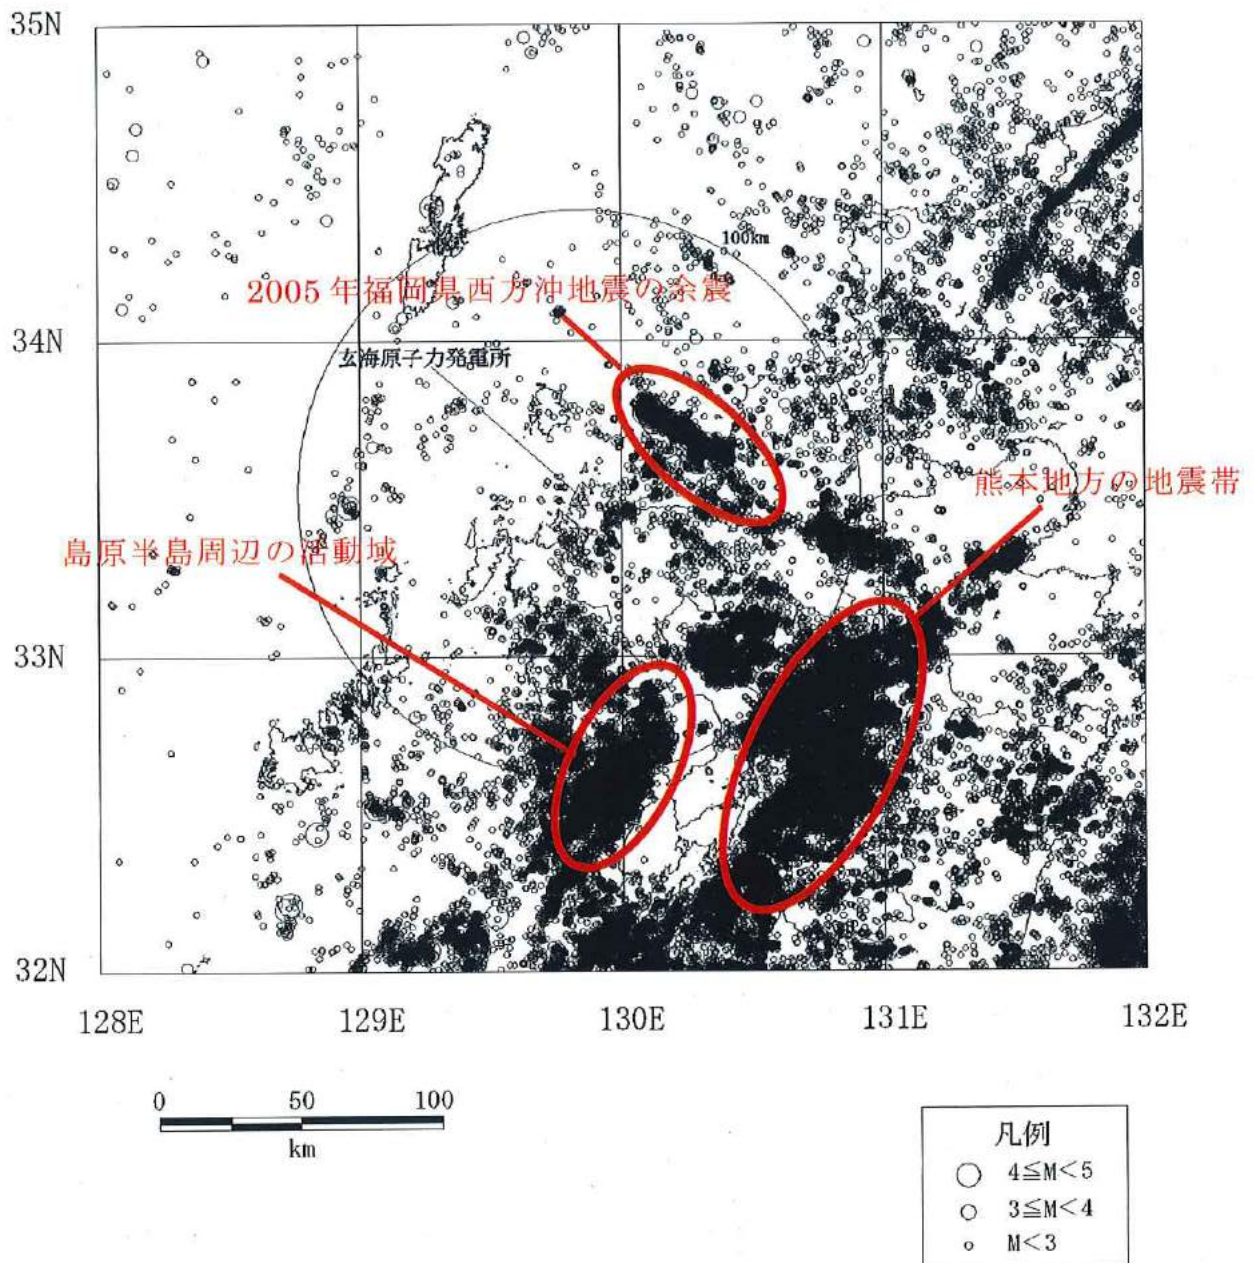 35N
100km
2005年福岡県西方沖地震の余震
34N
玄海原子力発電所
熊本地方の地震帯
島原半島周辺の活動域
33N
32N
128E 129E 130E 131E 132E
0 50 100
km
凡例
4≦M<5
3≦M<4
M<3